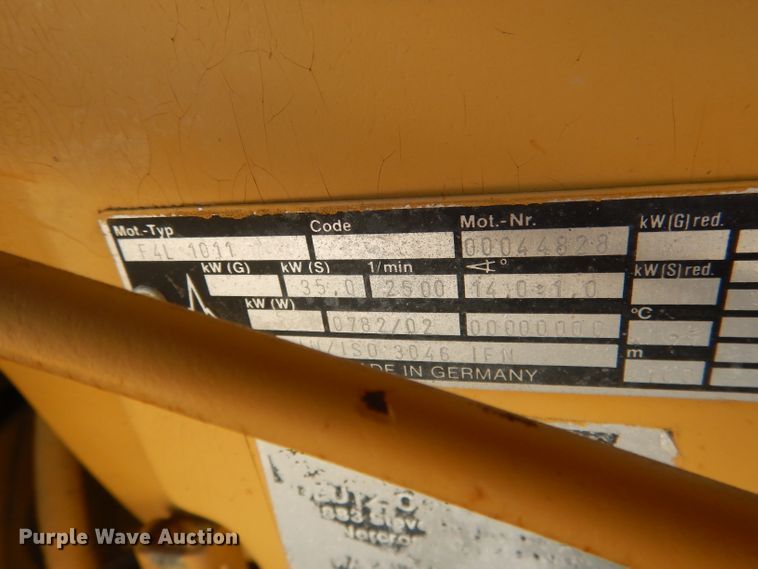 Mot.-Typ Code Mot.-Nr. kW(G) red.
F4L 1011 00044828
kW (G) kW (S) 1/min ∢° kW(S) red.
35,0 2500 14,0±1,0
kW (W) °C
0782/02 00000000
IN/ISO 3046 IFN m
DE IN GERMANY
Purple Wave Auction